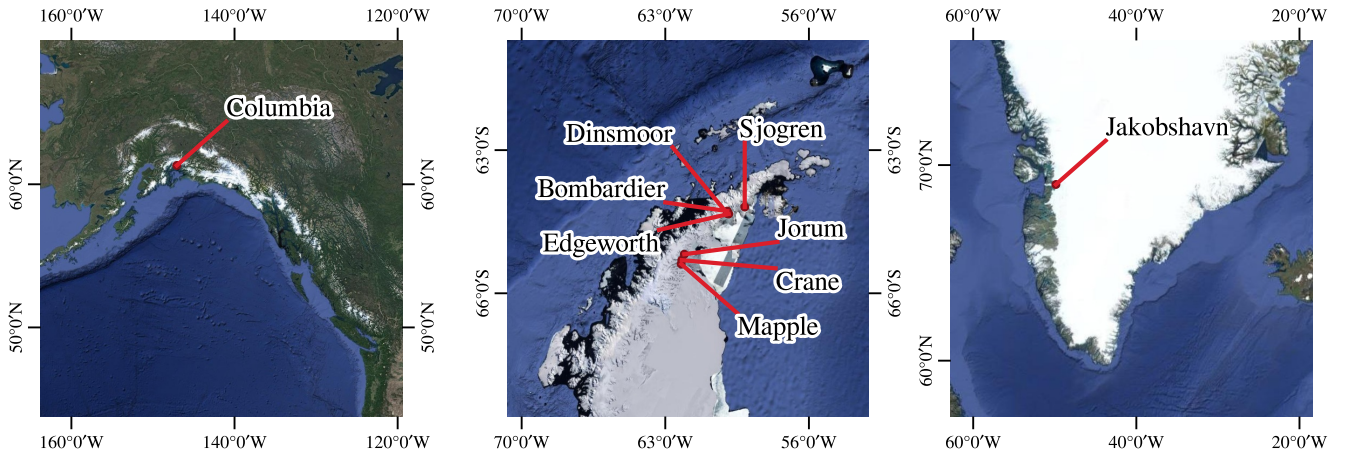 160°0′W 140°0′W 120°0′W
70°0′W 63°0′W 56°0′W
60°0′W 40°0′W 20°0′W
Columbia
60°0′N
50°0′N
60°0′N
50°0′N
63°0′S
66°0′S
Dinsmoor
Sjogren
Bombardier
Edgeworth
Jorum
Crane
Mapple
63°0′S
66°0′S
70°0′N
60°0′N
Jakobshavn
160°0′W 140°0′W 120°0′W
70°0′W 63°0′W 56°0′W
60°0′W 40°0′W 20°0′W